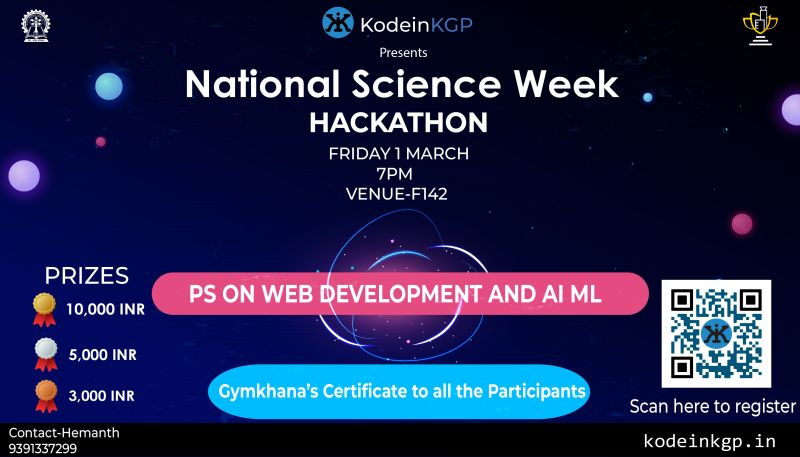 KodeinKGP
Presents
National Science Week
HACKATHON
FRIDAY 1 MARCH
7PM
VENUE-F142
PRIZES
10,000 INR
5,000 INR
3,000 INR
PS ON WEB DEVELOPMENT AND AI ML
Gymkhana's Certificate to all the Participants
Scan here to register
Contact-Hemanth
9391337299
kodeinkgp.in